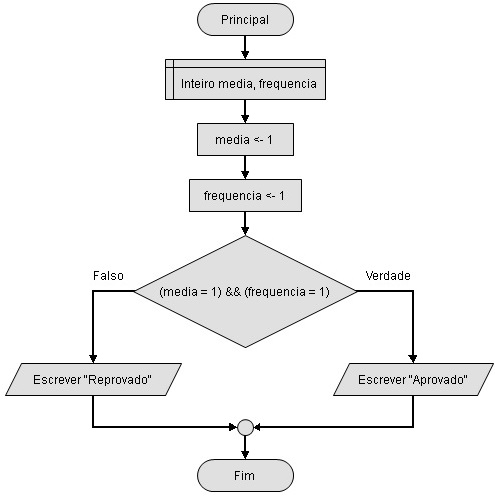 Principal
Inteiro media, frequencia
media <- 1
frequencia <- 1
Falso
Verdade
(media = 1) && (frequencia = 1)
Escrever "Reprovado"
Escrever "Aprovado"
Fim